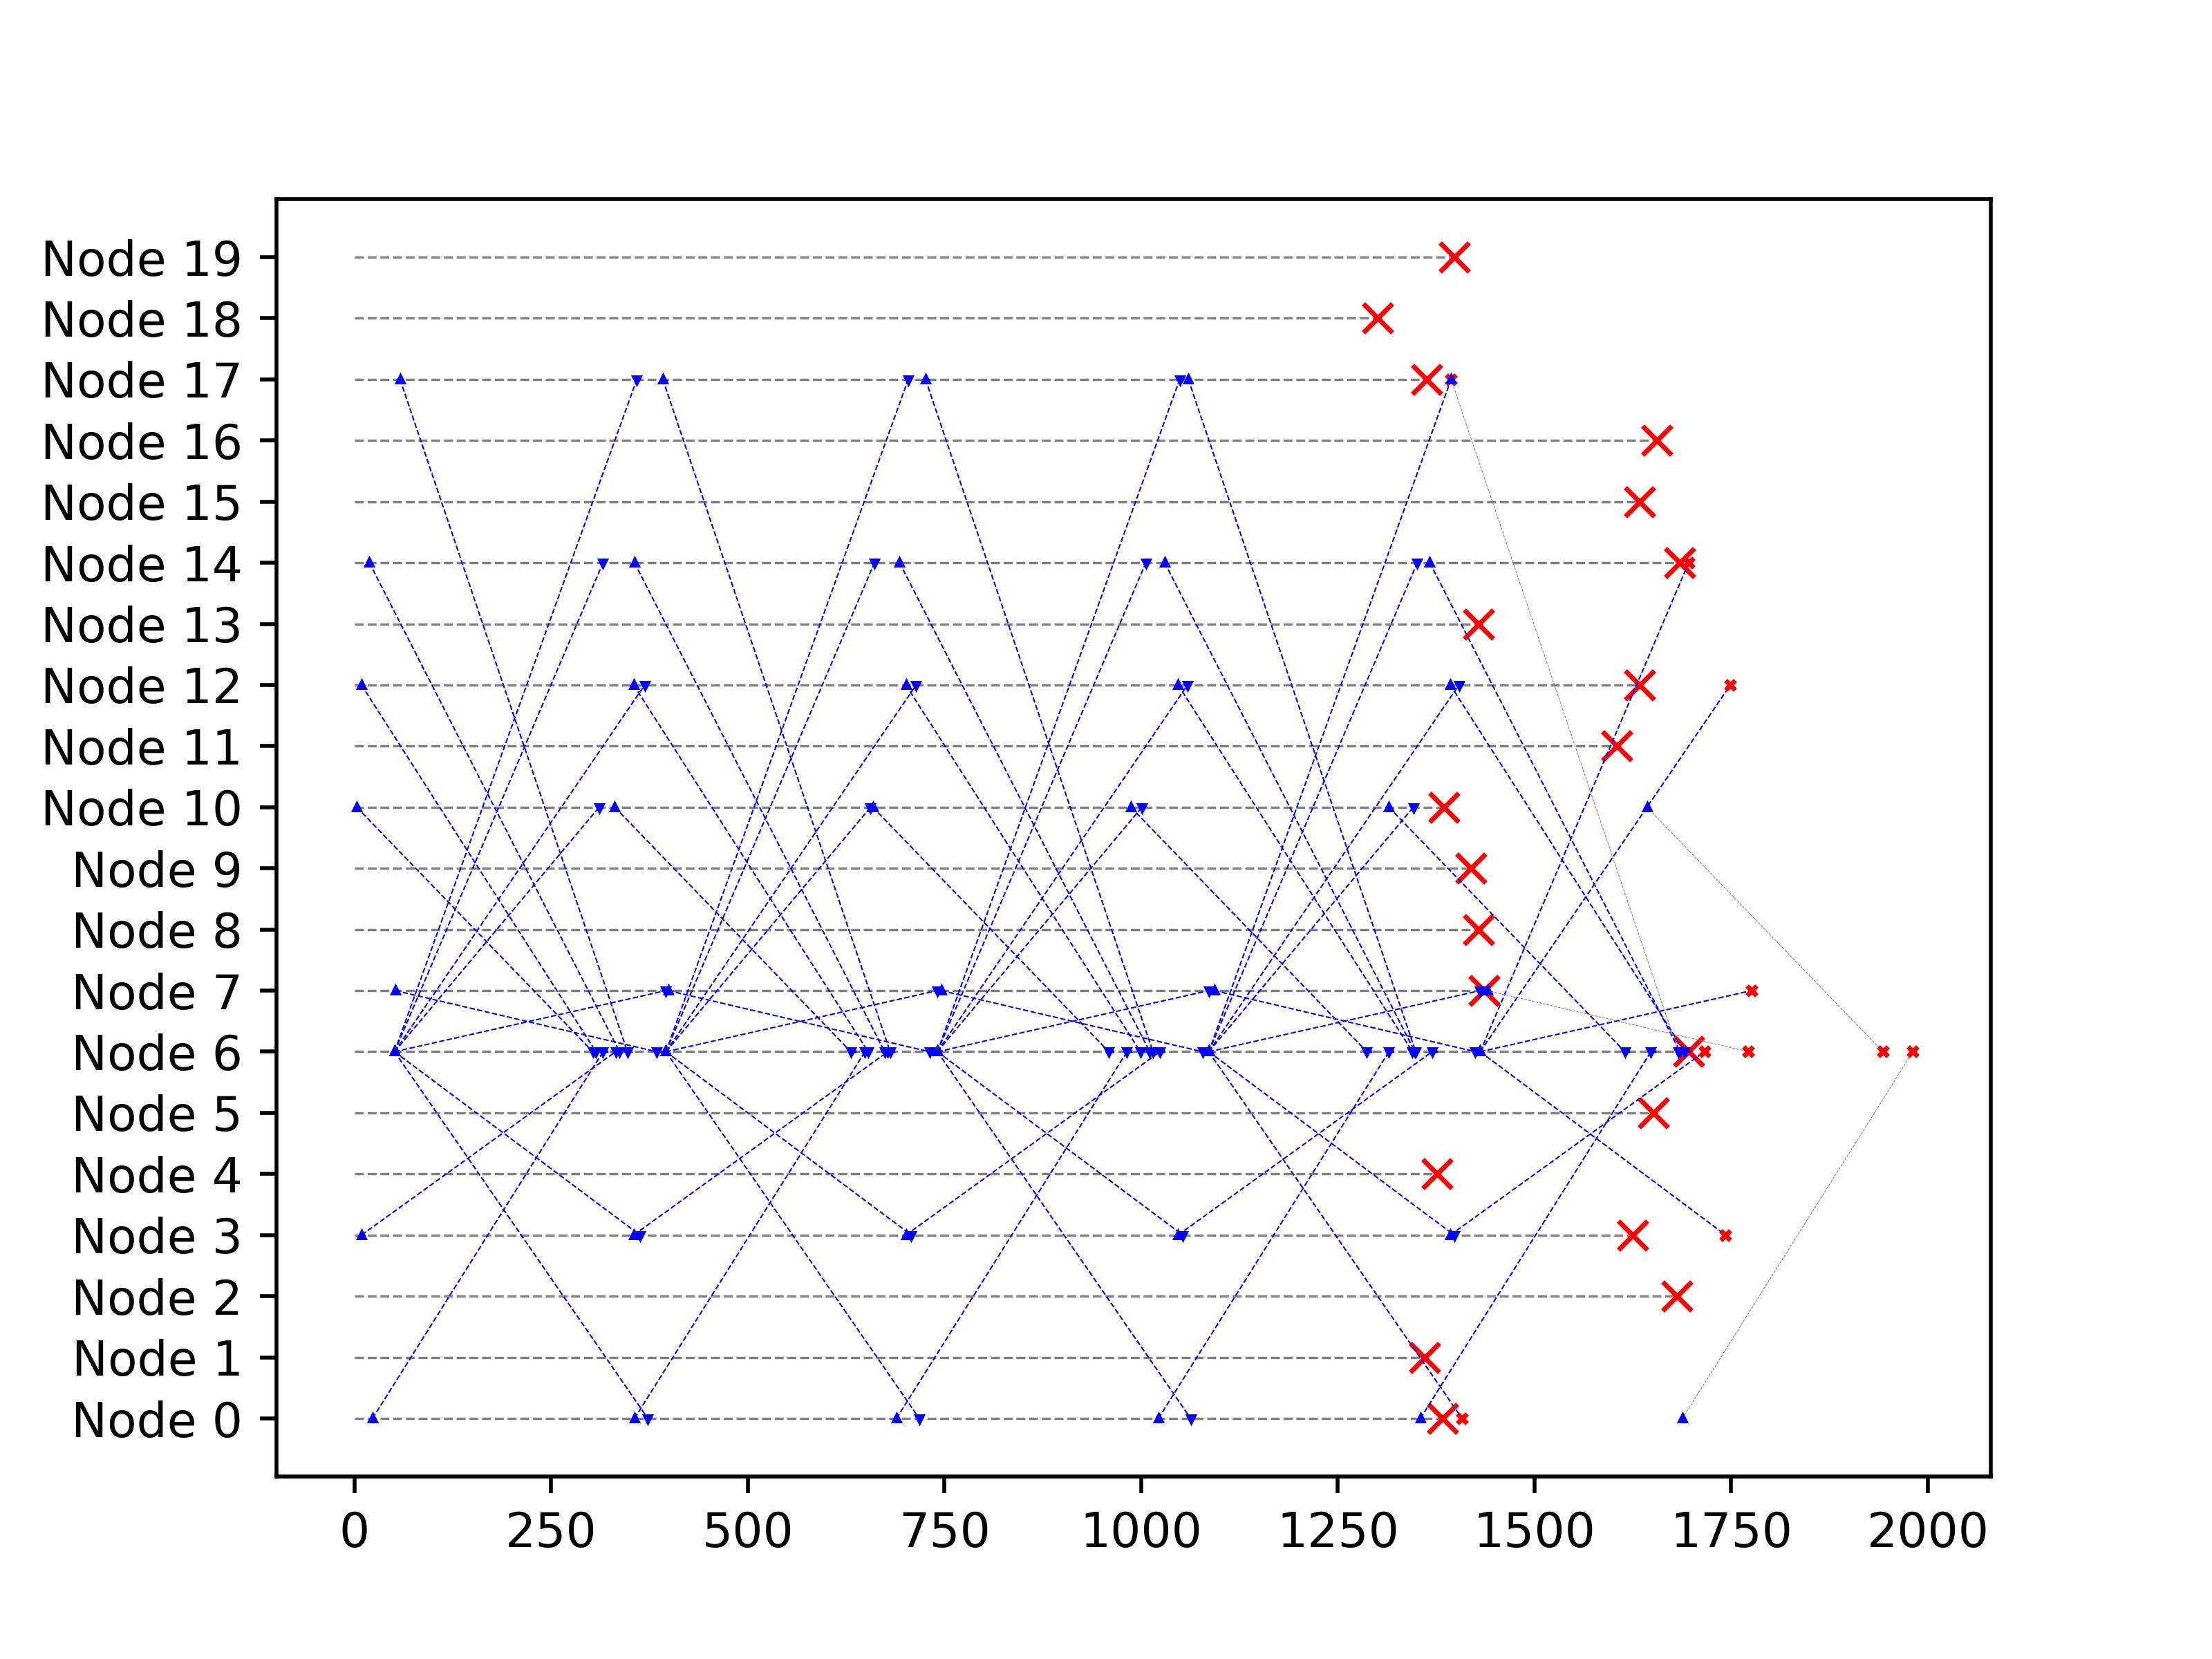 Node 19
Node 18
Node 17
Node 16
Node 15
Node 14
Node 13
Node 12
Node 11
Node 10
Node 9
Node 8
Node 7
Node 6
Node 5
Node 4
Node 3
Node 2
Node 1
Node 0
0 250 500 750 1000 1250 1500 1750 2000